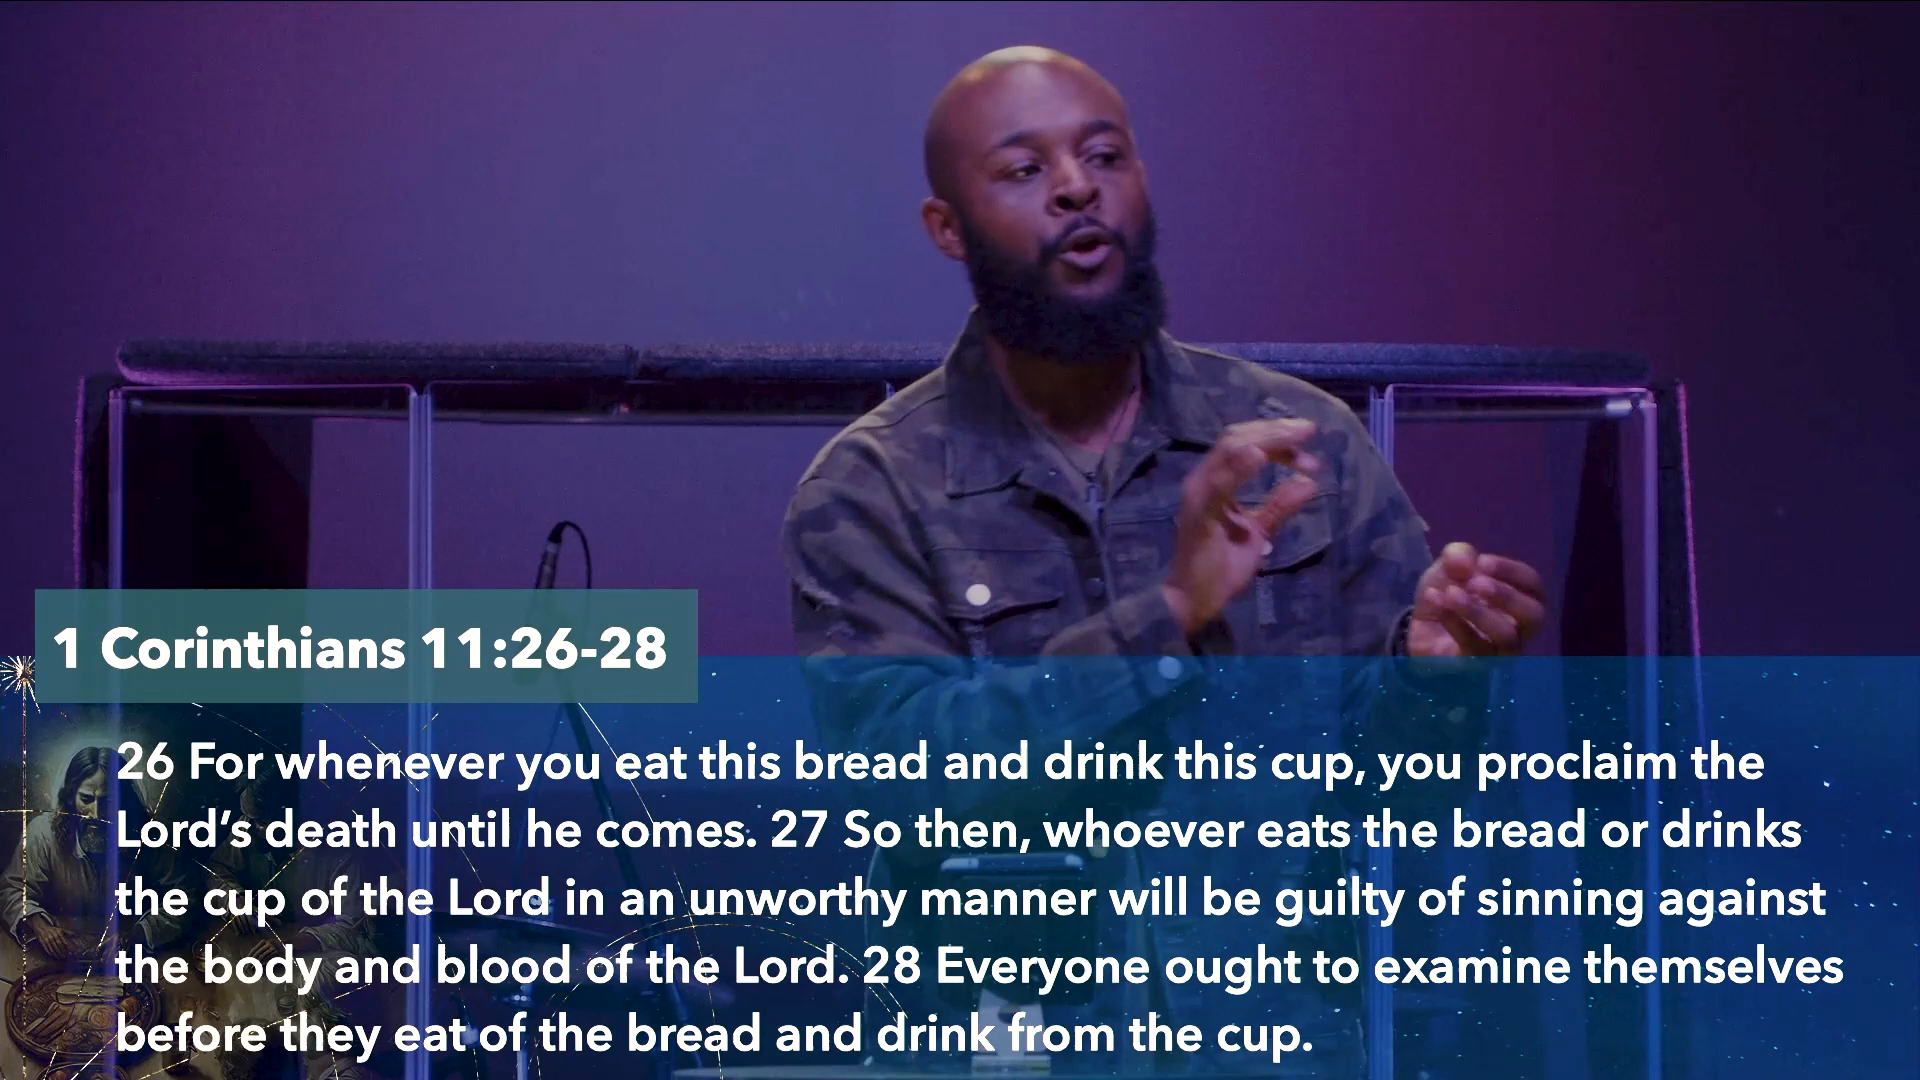 1 Corinthians 11:26-28
26 For whenever you eat this bread and drink this cup, you proclaim the
Lord’s death until he comes. 27 So then, whoever eats the bread or drinks
the cup of the Lord in an unworthy manner will be guilty of sinning against
the body and blood of the Lord. 28 Everyone ought to examine themselves
before they eat of the bread and drink from the cup.